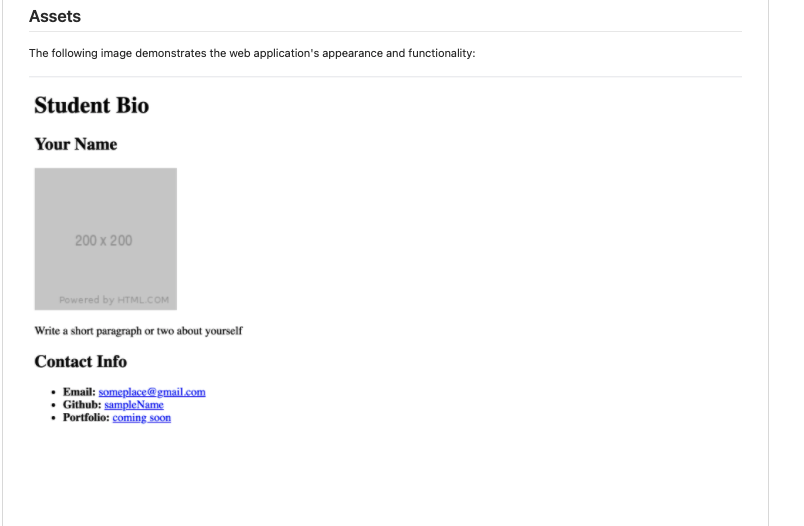 Assets
The following image demonstrates the web application's appearance and functionality:
Student Bio
Your Name
200 x 200
Powered by HTML.COM
Write a short paragraph or two about yourself
Contact Info
• Email: someplace@gmail.com
• Github: sampleName
• Portfolio: coming soon